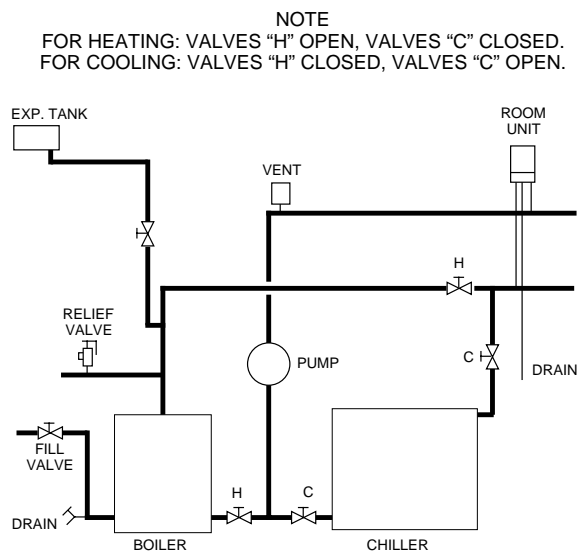 NOTE
FOR HEATING: VALVES “H” OPEN, VALVES “C” CLOSED.
FOR COOLING: VALVES “H” CLOSED, VALVES “C” OPEN.
EXP. TANK
ROOM
UNIT
VENT
H
RELIEF
VALVE
PUMP
C
DRAIN
FILL
VALVE
H
C
DRAIN
BOILER
CHILLER